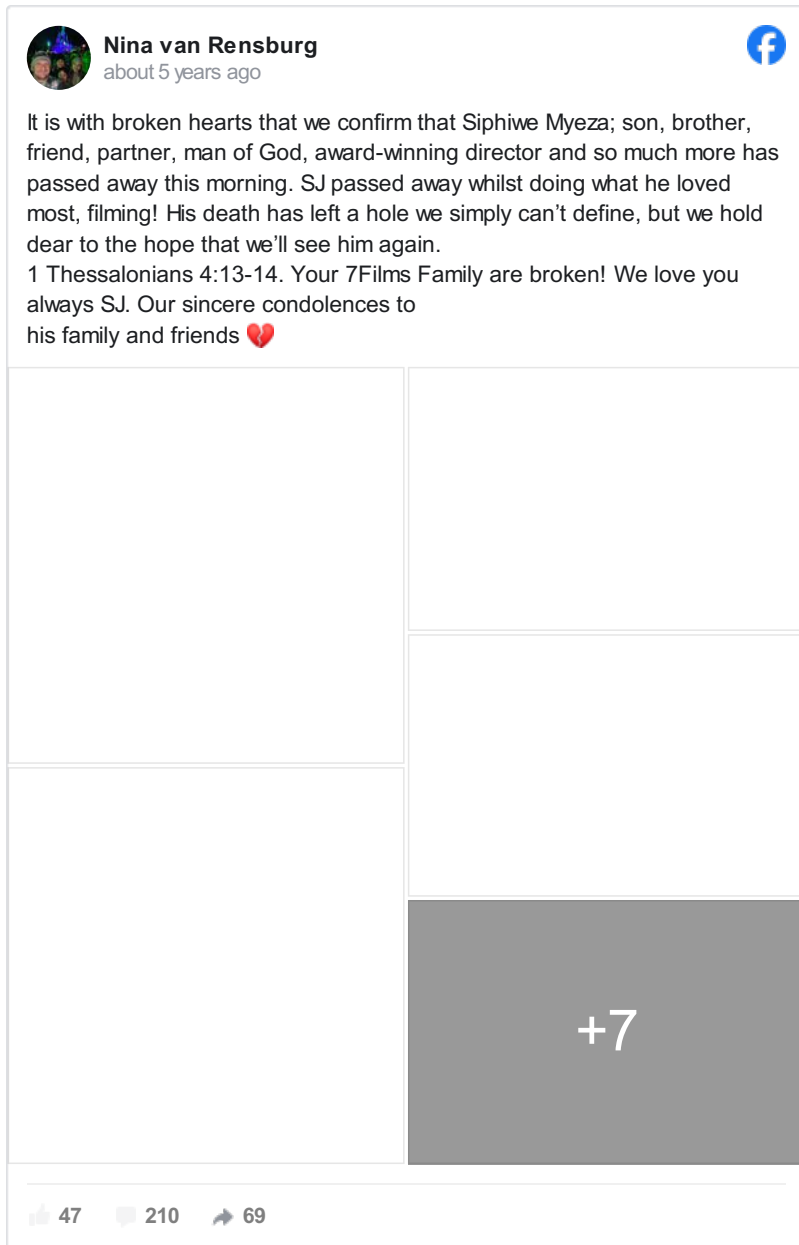 Nina van Rensburg
about 5 years ago
It is with broken hearts that we confirm that Siphiwe Myeza; son, brother,
friend, partner, man of God, award-winning director and so much more has
passed away this morning. SJ passed away whilst doing what he loved
most, filming! His death has left a hole we simply can’t define, but we hold
dear to the hope that we’ll see him again.
1 Thessalonians 4:13-14. Your 7Films Family are broken! We love you
always SJ. Our sincere condolences to
his family and friends 💔
+7
47 210 69